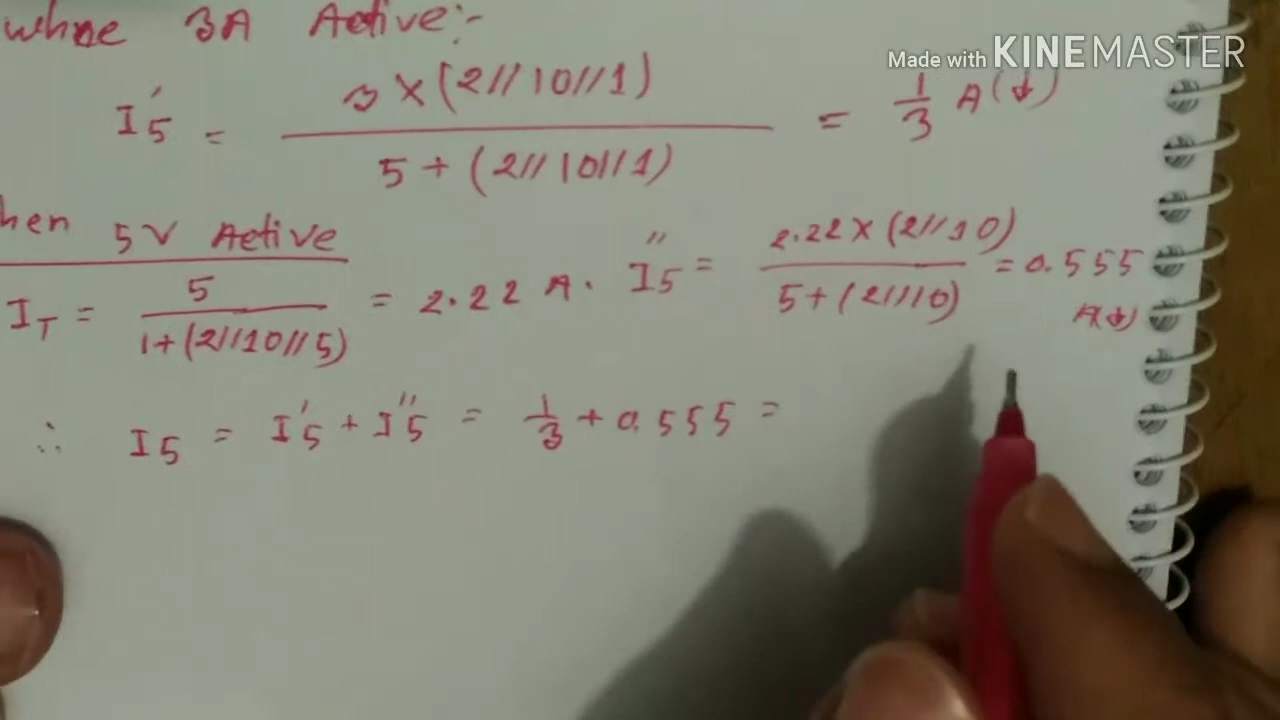 Made with KINEMASTER
whne 3A Active:-
I'5 = 3 × (2//10//1) / 5 + (2//10//1) = 1/3 A(↓)
hen 5V Active
IT = 5 / 1+(2//10//5) = 2.22 A. I''5 = 2.22 × (2//10) / 5+(2//10) = 0.555 A(↓)
∴ I5 = I'5 + I''5 = 1/3 + 0.555 =